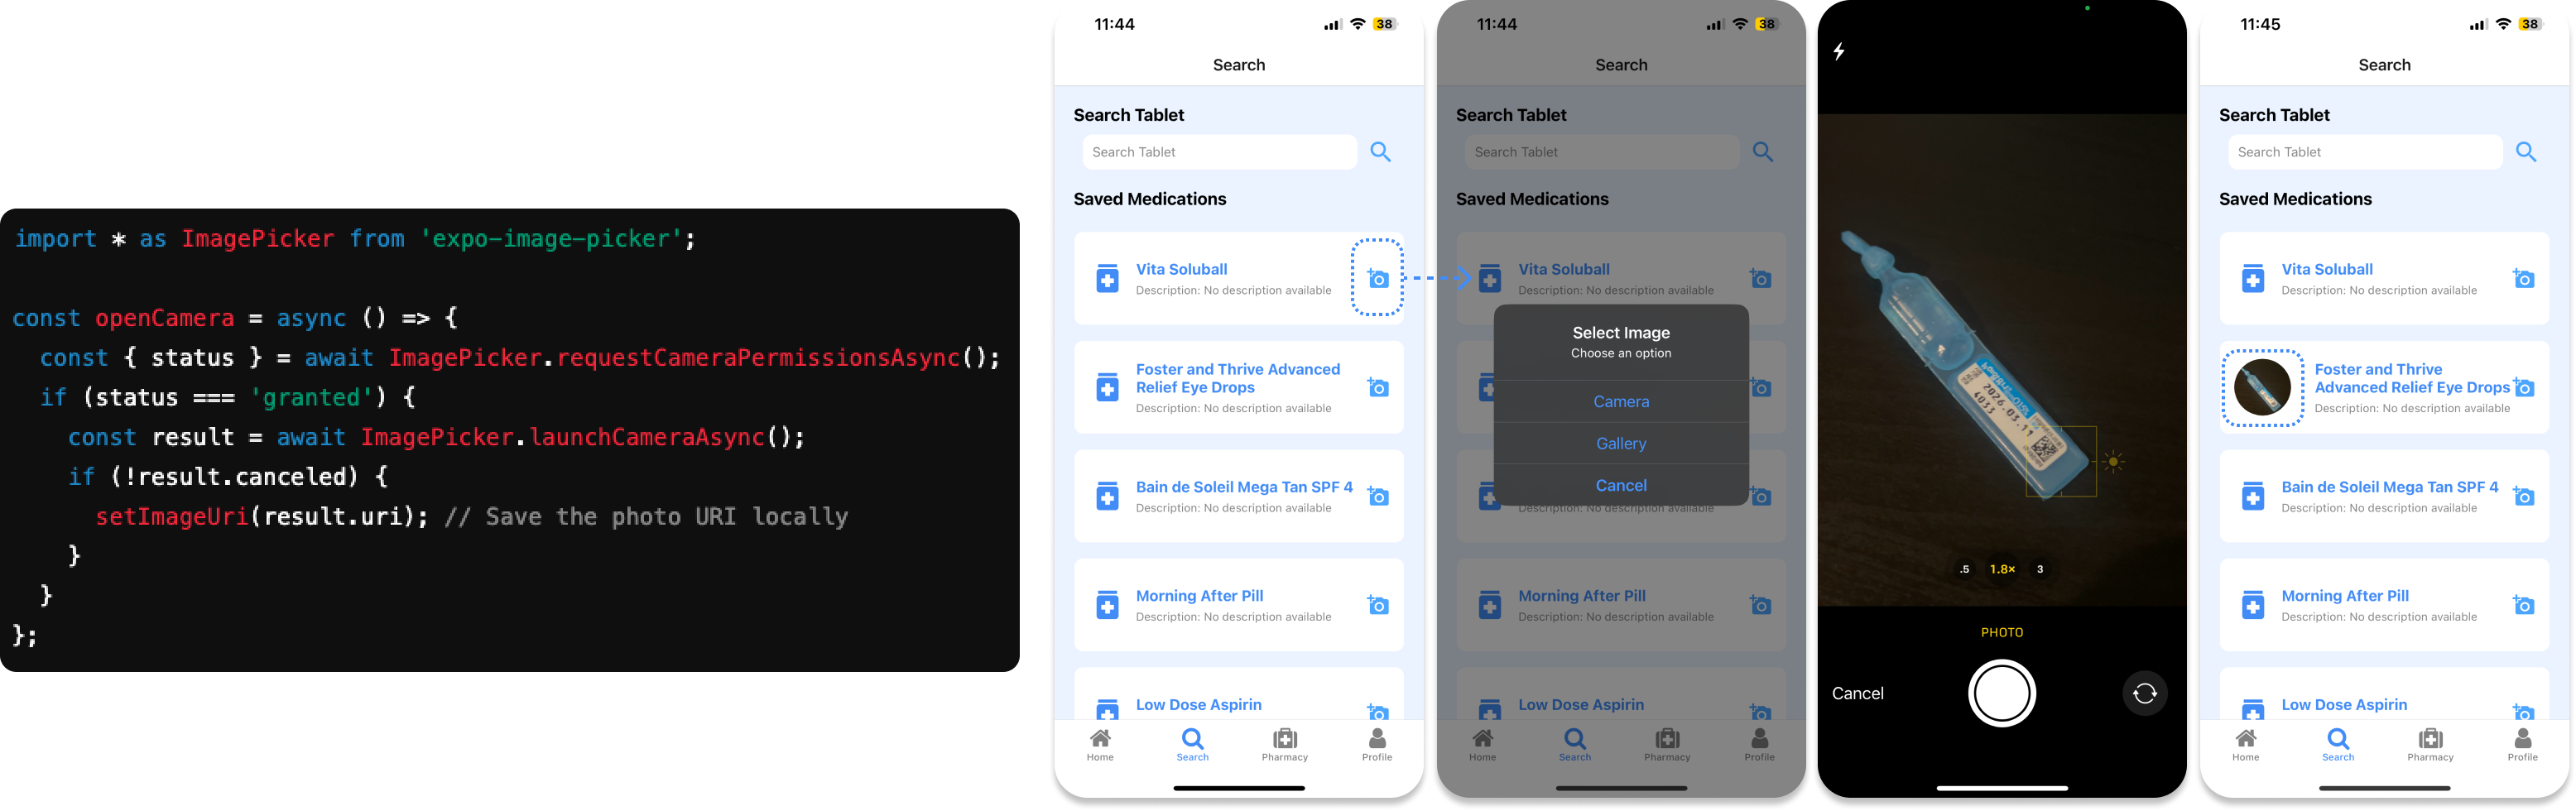 import * as ImagePicker from 'expo-image-picker';
const openCamera = async () => {
const { status } = await ImagePicker.requestCameraPermissionsAsync();
if (status === 'granted') {
const result = await ImagePicker.launchCameraAsync();
if (!result.canceled) {
setImageUri(result.uri); // Save the photo URI locally
}
}
};
11:44
38
Search
Search Tablet
Search Tablet
Saved Medications
Vita Soluball
Description: No description available
Foster and Thrive Advanced
Relief Eye Drops
Description: No description available
Bain de Soleil Mega Tan SPF 4
Description: No description available
Morning After Pill
Description: No description available
Low Dose Aspirin
Home
Search
Pharmacy
Profile
11:44
38
Search
Search Tablet
Search Tablet
Saved Medications
Vita Soluball
Description: No description available
Select Image
Choose an option
Camera
Gallery
Cancel
Description: No description available
Morning After Pill
Description: No description available
Low Dose Aspirin
Home
Search
Pharmacy
Profile
2026.03.11
4033
.5
1.8×
3
PHOTO
Cancel
11:45
38
Search
Search Tablet
Search Tablet
Saved Medications
Vita Soluball
Description: No description available
Foster and Thrive
Advanced Relief Eye Drops
Description: No description available
Bain de Soleil Mega Tan SPF 4
Description: No description available
Morning After Pill
Description: No description available
Low Dose Aspirin
Home
Search
Pharmacy
Profile